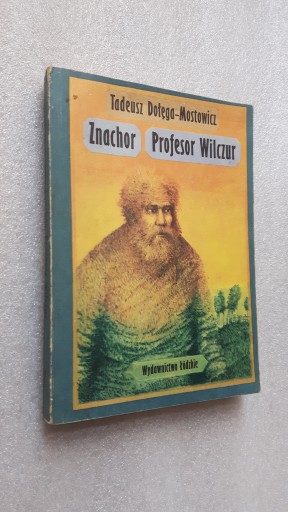 Tadeusz Dołęga-Mostowicz
Znachor Profesor Wilczur
Wydawnictwo Łódzkie